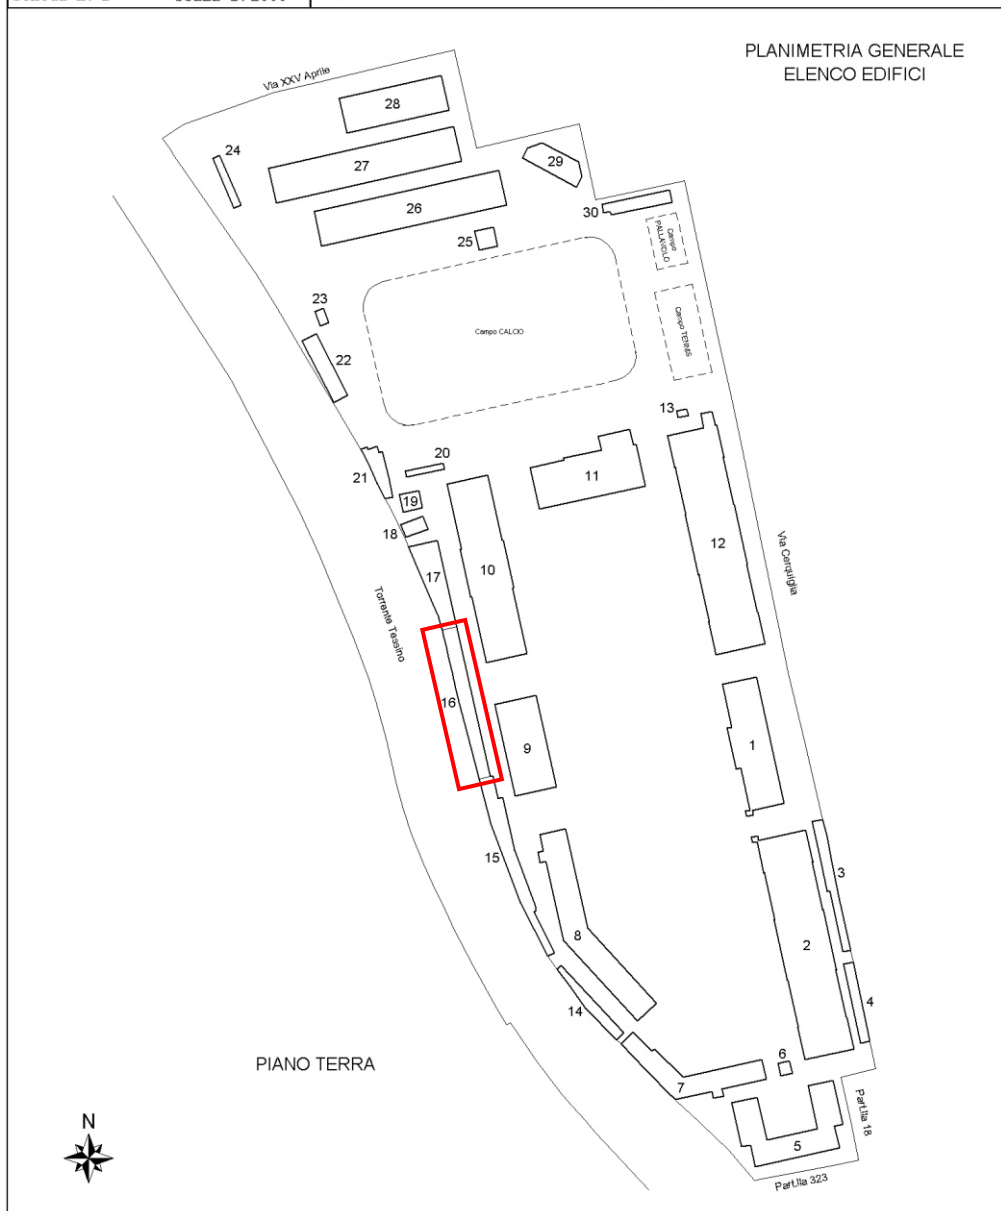 PLANIMETRIA GENERALE
ELENCO EDIFICI
Via XXV Aprile
28
24
27
29
26
30
25
Campo
PALLAVOLO
23
Campo CALCIO
Campo TENNIS
22
13
20
21
11
19
18
12
10
17
Via Cerquiglia
Torrente Tessino
16
9
1
15
3
8
2
14
4
6
PIANO TERRA
7
N
Part.lla 18
5
Part.lla 323